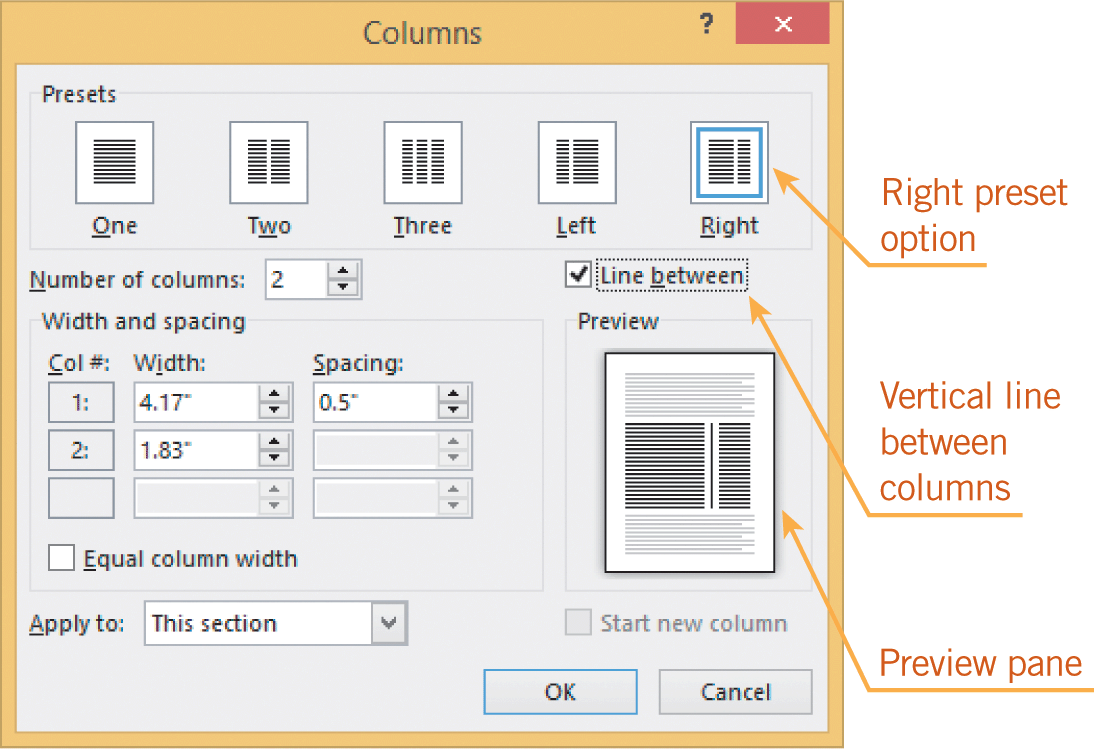 Columns
?
Presets
One
Two
Three
Left
Right
Right preset
option
Number of columns:
2
Line between
Width and spacing
Preview
Col #:
Width:
Spacing:
1:
4.17"
0.5"
2:
1.83"
Vertical line
between
columns
Equal column width
Apply to:
This section
Start new column
Preview pane
OK
Cancel